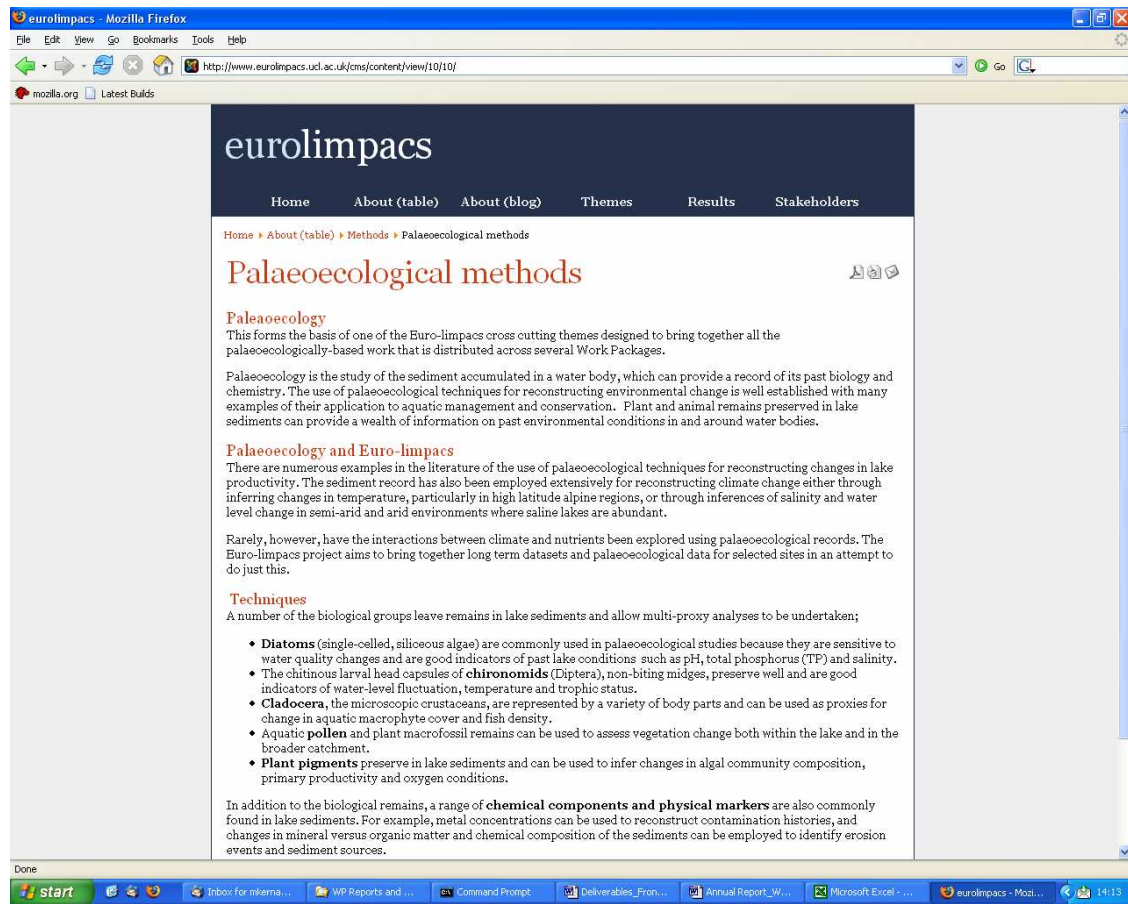 eurolimpacs - Mozilla Firefox
File Edit View Go Bookmarks Tools Help
http://www.eurolimpacs.ucl.ac.uk/cms/content/view/10/10/ Go
mozilla.org Latest Builds
eurolimpacs
Home About (table) About (blog) Themes Results Stakeholders
Home About (table) Methods Palaeoecological methods
Palaeoecological methods
Paleaoecology
This forms the basis of one of the Euro-limpacs cross cutting themes designed to bring together all the
palaeoecologically-based work that is distributed across several Work Packages.
Palaeoecology is the study of the sediment accumulated in a water body, which can provide a record of its past biology and
chemistry. The use of palaeoecological techniques for reconstructing environmental change is well established with many
examples of their application to aquatic management and conservation. Plant and animal remains preserved in lake
sediments can provide a wealth of information on past environmental conditions in and around water bodies.
Palaeoecology and Euro-limpacs
There are numerous examples in the literature of the use of palaeoecological techniques for reconstructing changes in lake
productivity. The sediment record has also been employed extensively for reconstructing climate change either through
inferring changes in temperature, particularly in high latitude alpine regions, or through inferences of salinity and water
level change in semi-arid and arid environments where saline lakes are abundant.
Rarely, however, have the interactions between climate and nutrients been explored using palaeoecological records. The
Euro-limpacs project aims to bring together long term datasets and palaeoecological data for selected sites in an attempt to
do just this.
Techniques
A number of the biological groups leave remains in lake sediments and allow multi-proxy analyses to be undertaken;
• Diatoms (single-celled, siliceous algae) are commonly used in palaeoecological studies because they are sensitive to
water quality changes and are good indicators of past lake conditions such as pH, total phosphorus (TP) and salinity.
• The chitinous larval head capsules of chironomids (Diptera), non-biting midges, preserve well and are good
indicators of water-level fluctuation, temperature and trophic status.
• Cladocera, the microscopic crustaceans, are represented by a variety of body parts and can be used as proxies for
change in aquatic macrophyte cover and fish density.
• Aquatic pollen and plant macrofossil remains can be used to assess vegetation change both within the lake and in the
broader catchment.
• Plant pigments preserve in lake sediments and can be used to infer changes in algal community composition,
primary productivity and oxygen conditions.
In addition to the biological remains, a range of chemical components and physical markers are also commonly
found in lake sediments. For example, metal concentrations can be used to reconstruct contamination histories, and
changes in mineral versus organic matter and chemical composition of the sediments can be employed to identify erosion
events and sediment sources.
Done
start Inbox for mkerna... WP Reports and ... Command Prompt Deliverables_Fron... Annual Report_W... Microsoft Excel - ... eurolimpacs - Mozi... 14:13